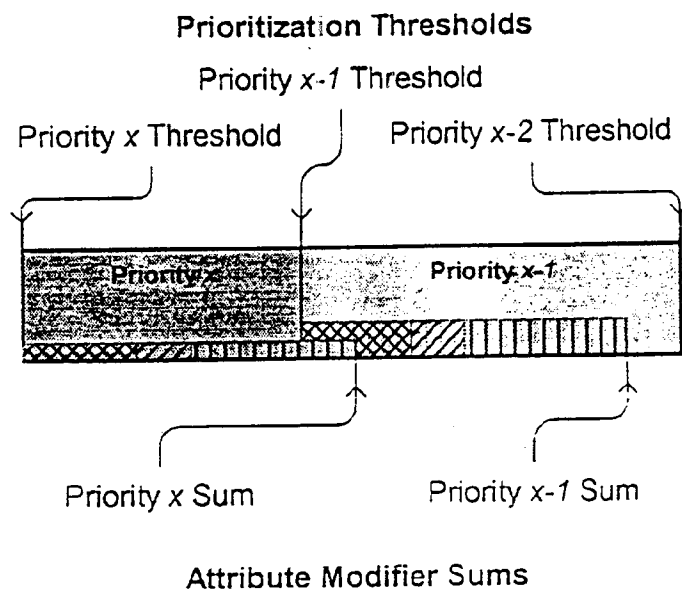 Prioritization Thresholds
Priority x-1 Threshold
Priority x Threshold
Priority x-2 Threshold
Priority x
Priority x-1
Priority x Sum
Priority x-1 Sum
Attribute Modifier Sums